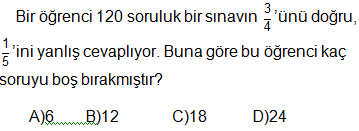 Bir öğrenci 120 soruluk bir sınavın 3/4 'ünü doğru,
1/5 'ini yanlış cevaplıyor. Buna göre bu öğrenci kaç
soruyu boş bırakmıştır?
A)6 B)12 C)18 D)24